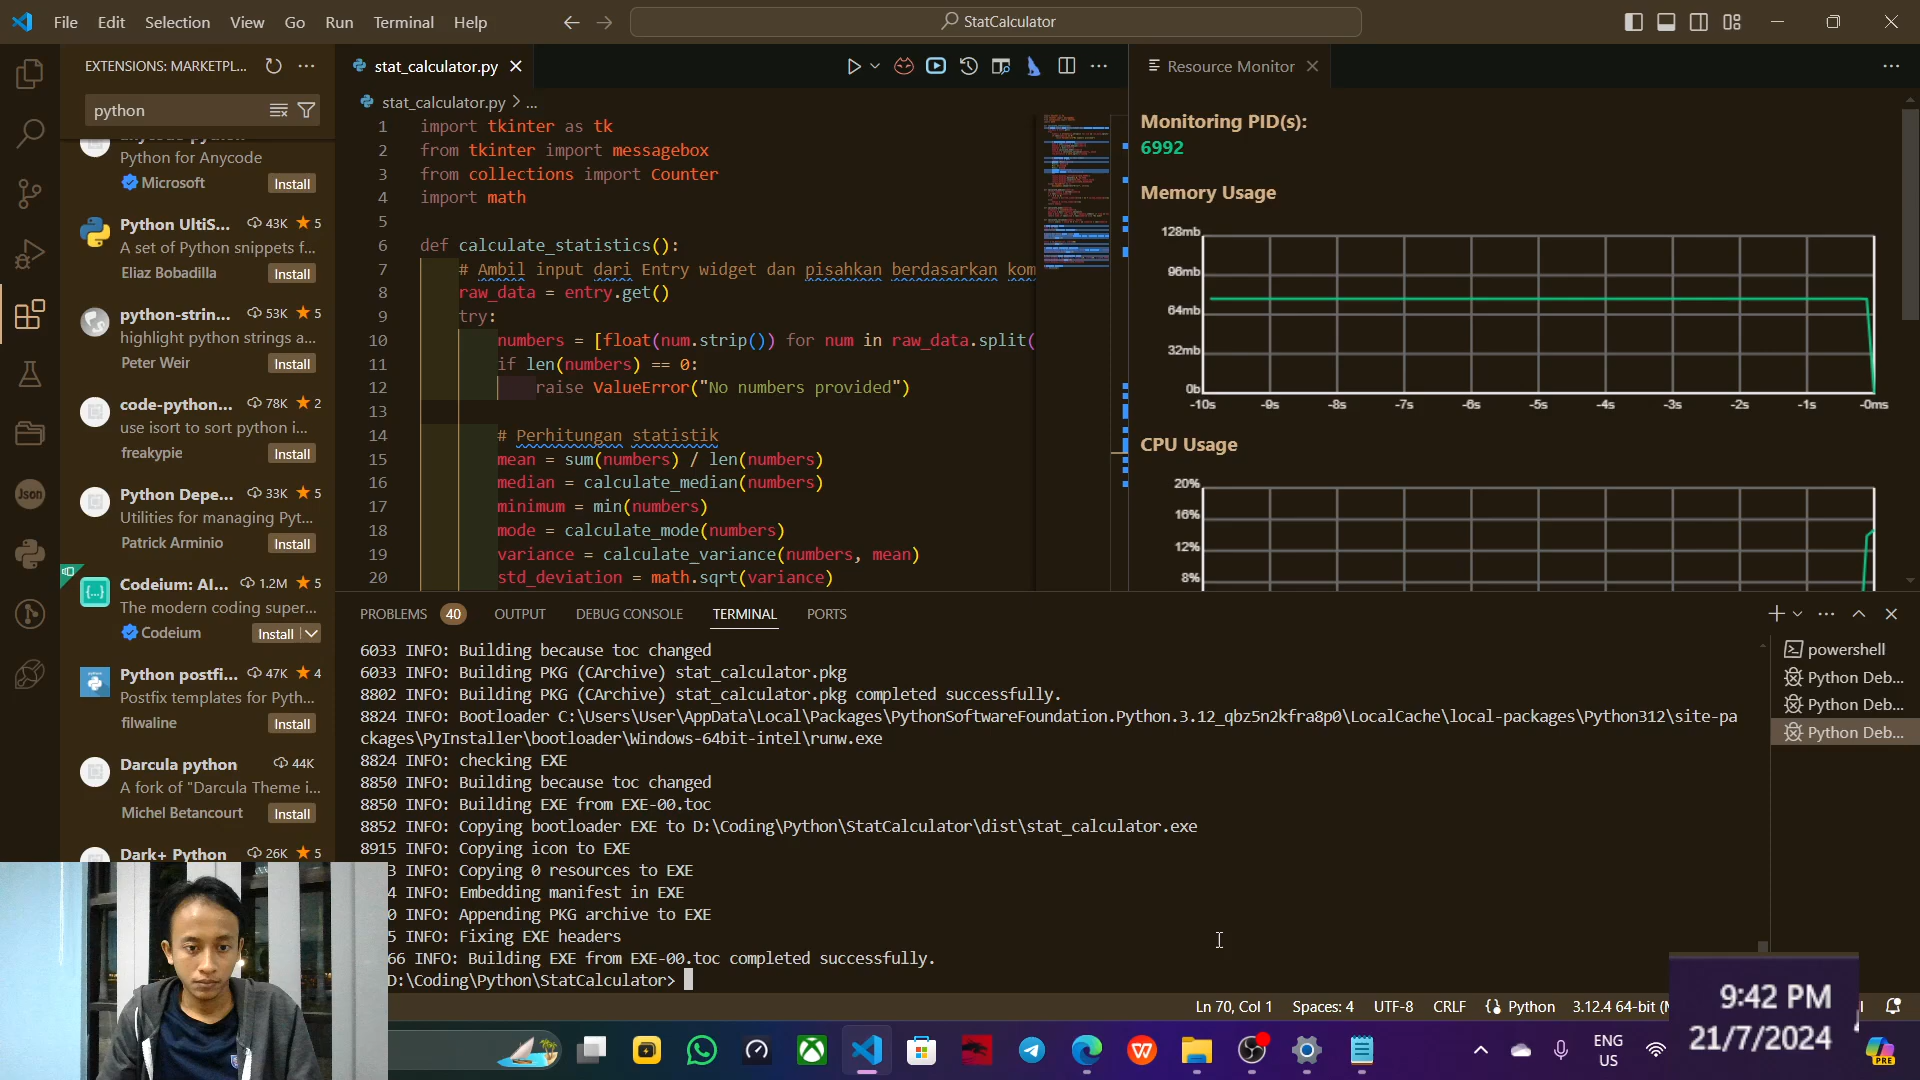 File Edit Selection View Go Run Terminal Help
StatCalculator
EXTENSIONS: MARKETPL...
python
Python for Anycode
Microsoft
Install
Python UltiS... 43K 5
A set of Python snippets f...
Eliaz Bobadilla
Install
python-strin... 53K 5
highlight python strings a...
Peter Weir
Install
code-python... 78K 2
use isort to sort python i...
freakypie
Install
Python Depe... 33K 5
Utilities for managing Pyt...
Patrick Arminio
Install
Codeium: AI... 1.2M 5
The modern coding super...
Codeium
Install
Python postfi... 47K 4
Postfix templates for Pyth...
filwaline
Install
Darcula python 44K
A fork of "Darcula Theme i...
Michel Betancourt
Install
Dark+ Python 26K 5
Json
stat_calculator.py
stat_calculator.py > ...
1 import tkinter as tk
2 from tkinter import messagebox
3 from collections import Counter
4 import math
5
6 def calculate_statistics():
7 # Ambil input dari Entry widget dan pisahkan berdasarkan kom
8 raw_data = entry.get()
9 try:
10 numbers = [float(num.strip()) for num in raw_data.split(
11 if len(numbers) == 0:
12 raise ValueError("No numbers provided")
13
14 # Perhitungan statistik
15 mean = sum(numbers) / len(numbers)
16 median = calculate_median(numbers)
17 minimum = min(numbers)
18 mode = calculate_mode(numbers)
19 variance = calculate_variance(numbers, mean)
20 std_deviation = math.sqrt(variance)
Resource Monitor
Monitoring PID(s):
6992
Memory Usage
128mb
96mb
64mb
32mb
0b
-10s -9s -8s -7s -6s -5s -4s -3s -2s -1s -0ms
CPU Usage
20%
16%
12%
8%
PROBLEMS 40 OUTPUT DEBUG CONSOLE TERMINAL PORTS
6033 INFO: Building because toc changed
6033 INFO: Building PKG (CArchive) stat_calculator.pkg
8802 INFO: Building PKG (CArchive) stat_calculator.pkg completed successfully.
8824 INFO: Bootloader C:\Users\User\AppData\Local\Packages\PythonSoftwareFoundation.Python.3.12_qbz5n2kfra8p0\LocalCache\local-packages\Python312\site-pa
ckages\PyInstaller\bootloader\Windows-64bit-intel\runw.exe
8824 INFO: checking EXE
8850 INFO: Building because toc changed
8850 INFO: Building EXE from EXE-00.toc
8852 INFO: Copying bootloader EXE to D:\Coding\Python\StatCalculator\dist\stat_calculator.exe
8915 INFO: Copying icon to EXE
3 INFO: Copying 0 resources to EXE
4 INFO: Embedding manifest in EXE
0 INFO: Appending PKG archive to EXE
5 INFO: Fixing EXE headers
66 INFO: Building EXE from EXE-00.toc completed successfully.
D:\Coding\Python\StatCalculator>
powershell
Python Deb...
Python Deb...
Python Deb...
Ln 70, Col 1 Spaces: 4 UTF-8 CRLF Python 3.12.4 64-bit
ENG
US
9:42 PM
21/7/2024
PRE